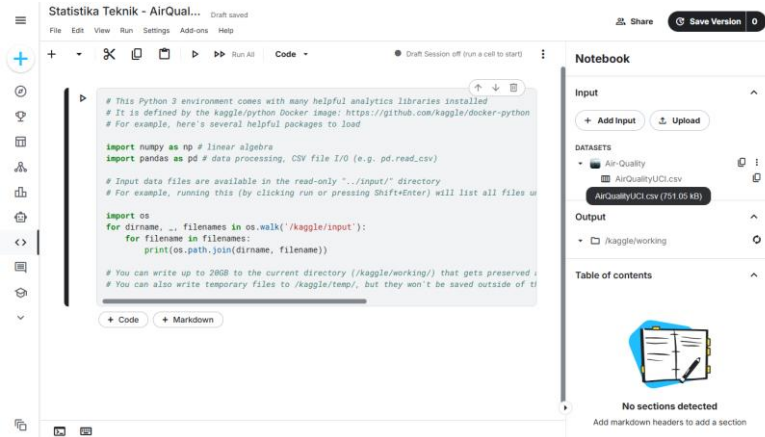 Statistika Teknik - AirQual... Draft saved
File Edit View Run Settings Add-ons Help
Share
Save Version 0
Run All
Code
Draft Session off (run a cell to start)
# This Python 3 environment comes with many helpful analytics libraries installed
# It is defined by the kaggle/python Docker image: https://github.com/kaggle/docker-python
# For example, here's several helpful packages to load
import numpy as np # linear algebra
import pandas as pd # data processing, CSV file I/O (e.g. pd.read_csv)
# Input data files are available in the read-only "../input/" directory
# For example, running this (by clicking run or pressing Shift+Enter) will list all files
import os
for dirname, _, filenames in os.walk('/kaggle/input'):
for filename in filenames:
print(os.path.join(dirname, filename))
# You can write up to 20GB to the current directory (/kaggle/working/) that gets preserved
# You can also write temporary files to /kaggle/temp/, but they won't be saved outside of
+ Code
+ Markdown
Notebook
Input
+ Add Input
Upload
DATASETS
Air-Quality
AirQualityUCI.csv
AirQualityUCI.csv (751.05 kB)
Output
/kaggle/working
Table of contents
No sections detected
Add markdown headers to add a section